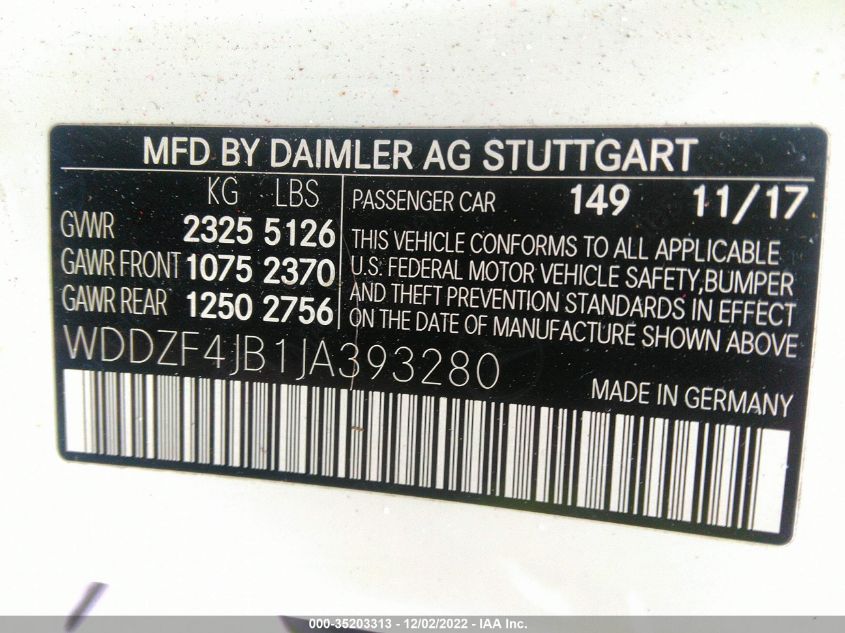 MFD BY DAIMLER AG STUTTGART
KG LBS
GVWR 2325 5126
GAWR FRONT 1075 2370
GAWR REAR 1250 2756
PASSENGER CAR 149 11/17
THIS VEHICLE CONFORMS TO ALL APPLICABLE
U.S. FEDERAL MOTOR VEHICLE SAFETY,BUMPER
AND THEFT PREVENTION STANDARDS IN EFFECT
ON THE DATE OF MANUFACTURE SHOWN ABOVE
WDDZF4JB1JA393280
MADE IN GERMANY
000-35203313 - 12/02/2022 - IAA Inc.